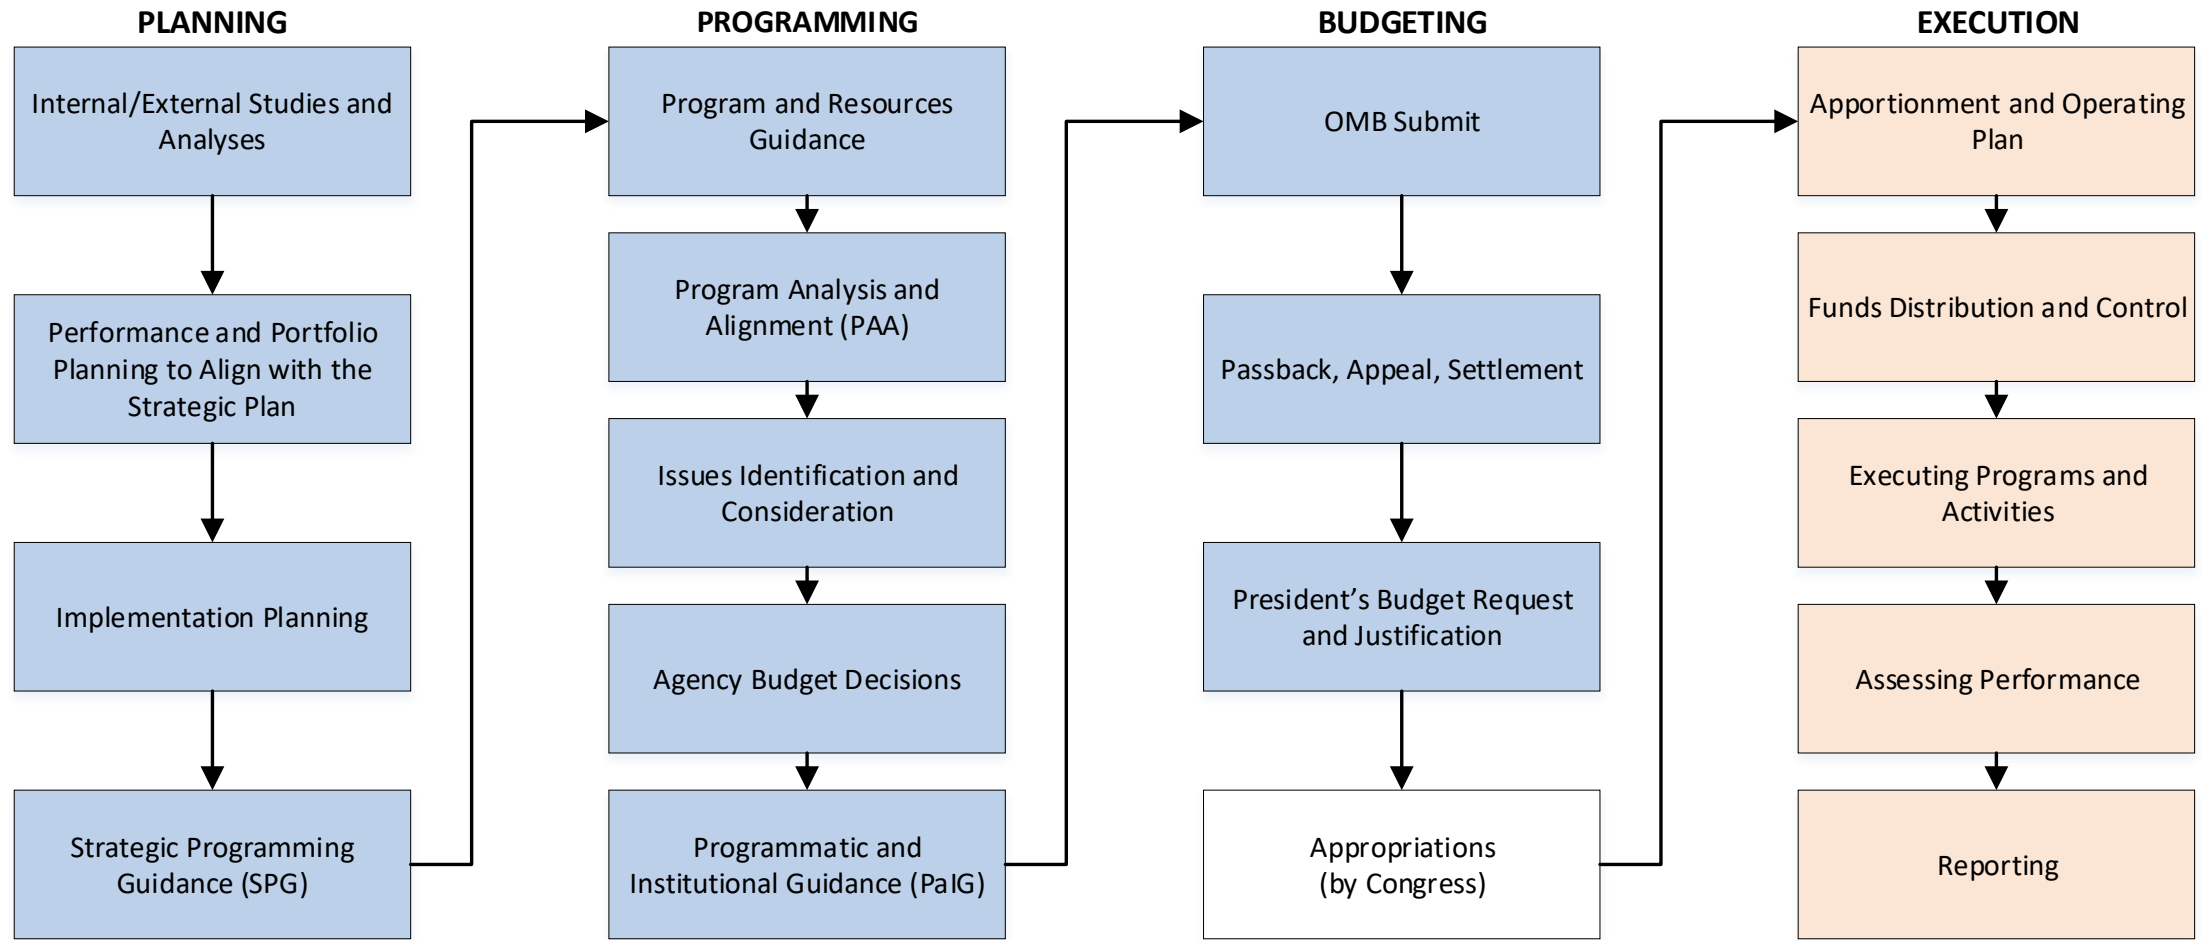 PLANNING
Internal/External Studies and
Analyses
Performance and Portfolio
Planning to Align with the
Strategic Plan
Implementation Planning
Strategic Programming
Guidance (SPG)
PROGRAMMING
Program and Resources
Guidance
Program Analysis and
Alignment (PAA)
Issues Identification and
Consideration
Agency Budget Decisions
Programmatic and
Institutional Guidance (PaIG)
BUDGETING
OMB Submit
Passback, Appeal, Settlement
President’s Budget Request
and Justification
Appropriations
(by Congress)
EXECUTION
Apportionment and Operating
Plan
Funds Distribution and Control
Executing Programs and
Activities
Assessing Performance
Reporting